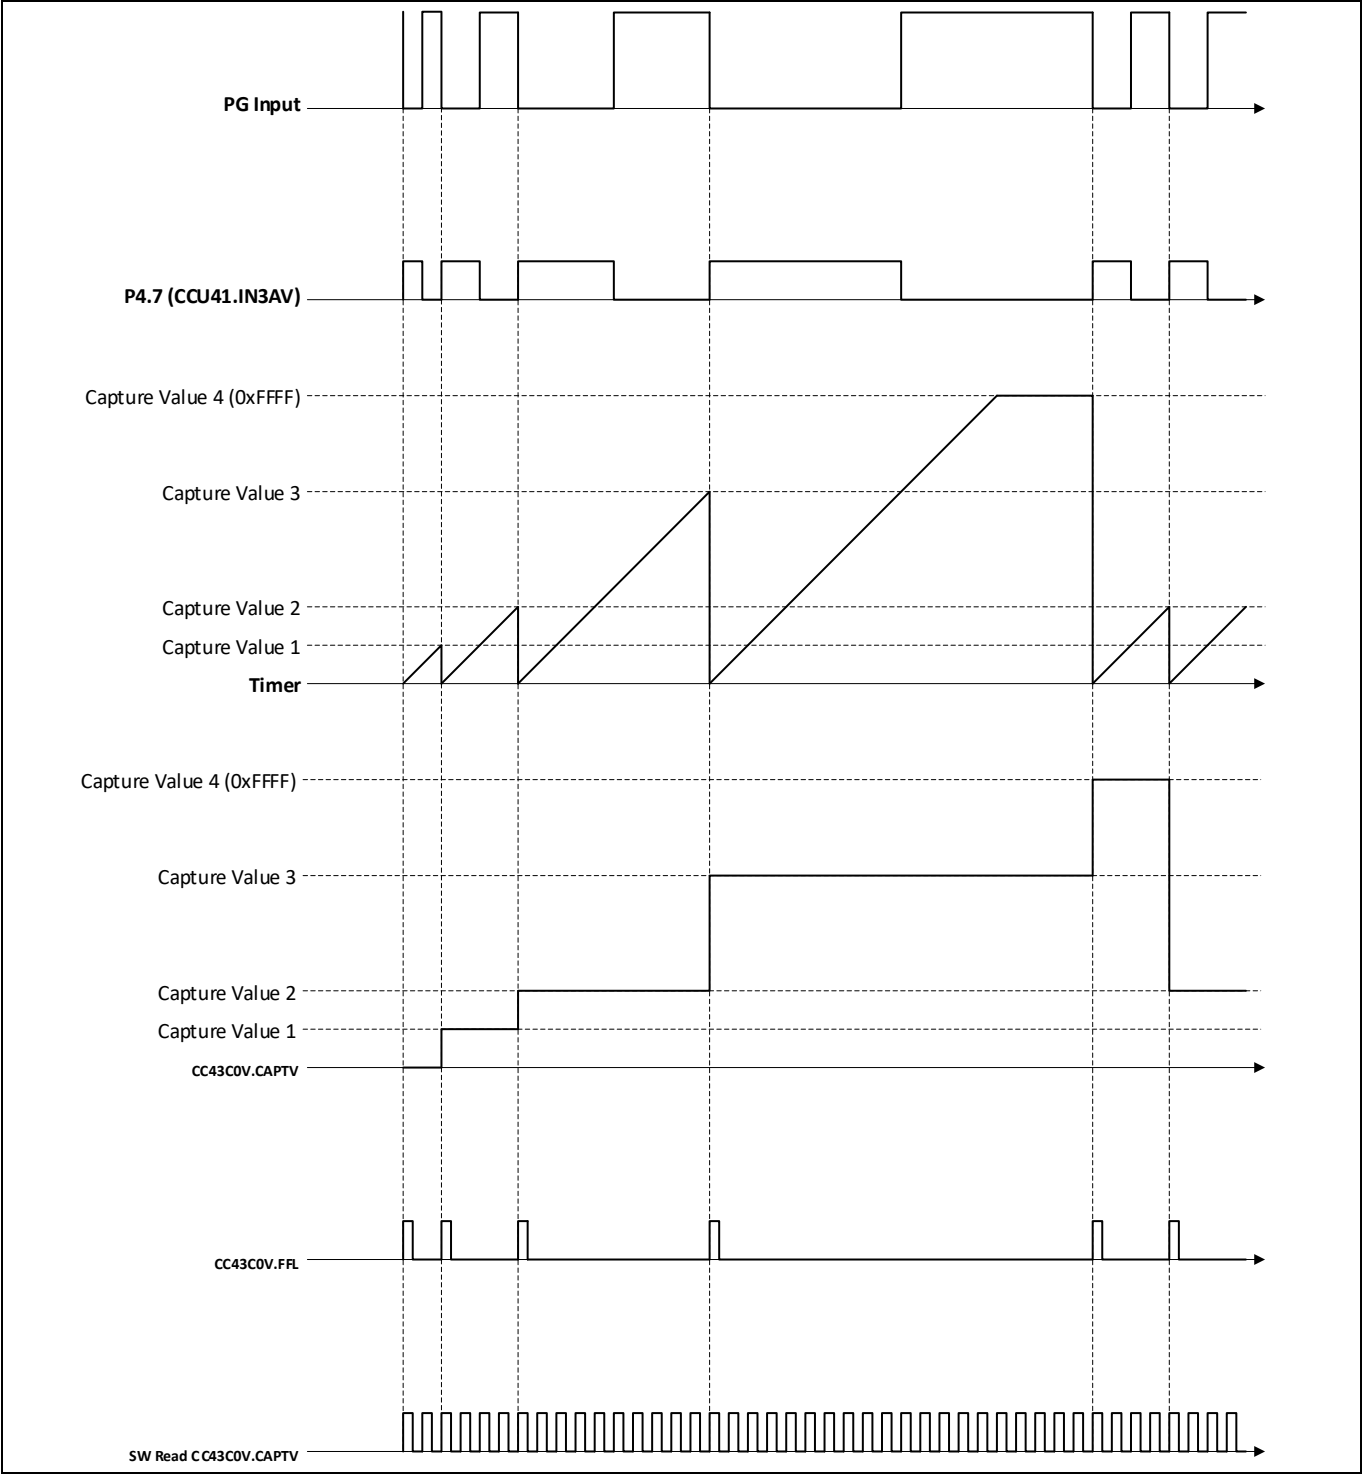 PG Input
P4.7 (CCU41.IN3AV)
Capture Value 4 (0xFFFF)
Capture Value 3
Capture Value 2
Capture Value 1
Timer
Capture Value 4 (0xFFFF)
Capture Value 3
Capture Value 2
Capture Value 1
CC43C0V.CAPTV
CC43C0V.FFL
SW Read CC43C0V.CAPTV